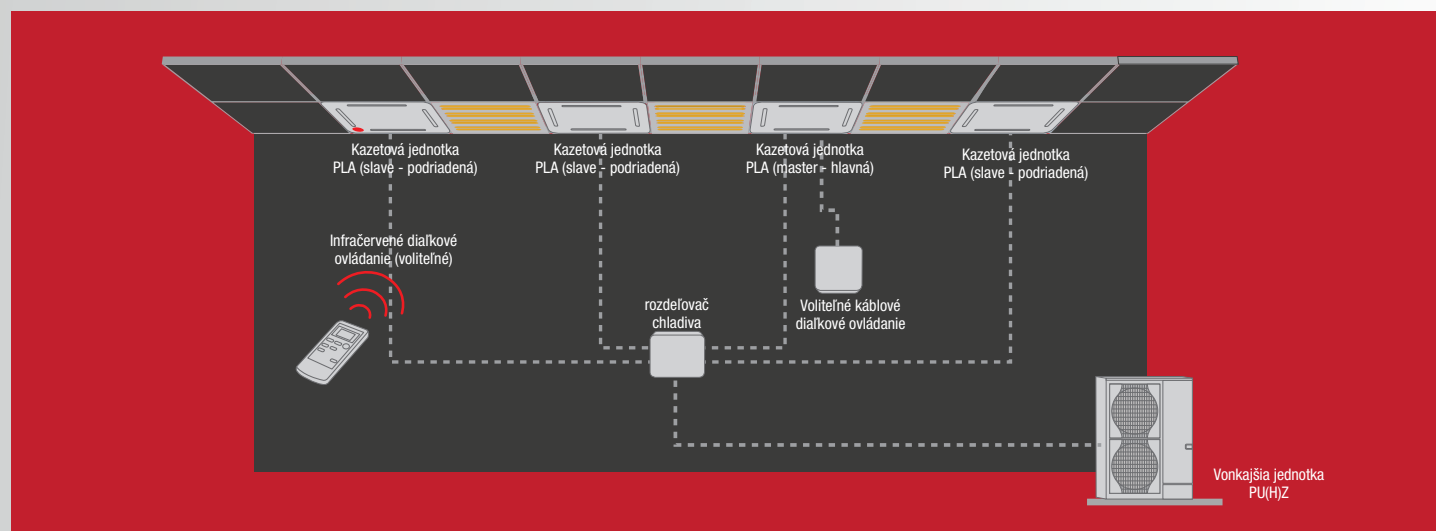 Kazetová jednotka
PLA (slave - podriadená)
Kazetová jednotka
PLA (slave - podriadená)
Kazetová jednotka
PLA (master - hlavná)
Kazetová jednotka
PLA (slave - podriadená)
Infračervené diaľkové
ovládanie (voliteľné)
rozdeľovač
chladiva
Voliteľné káblové
diaľkové ovládanie
Vonkajšia jednotka
PU(H)Z